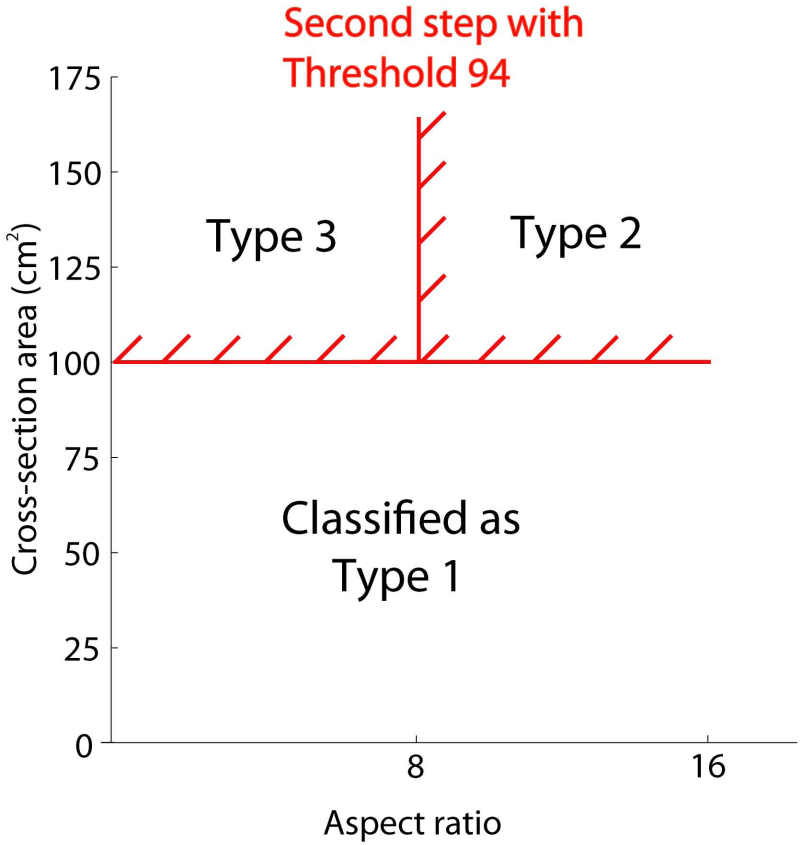 Second step with
Threshold 94
175
150
125
100
75
50
25
0
Cross-section area (cm²)
Type 3
Type 2
Classified as
Type 1
8
16
Aspect ratio